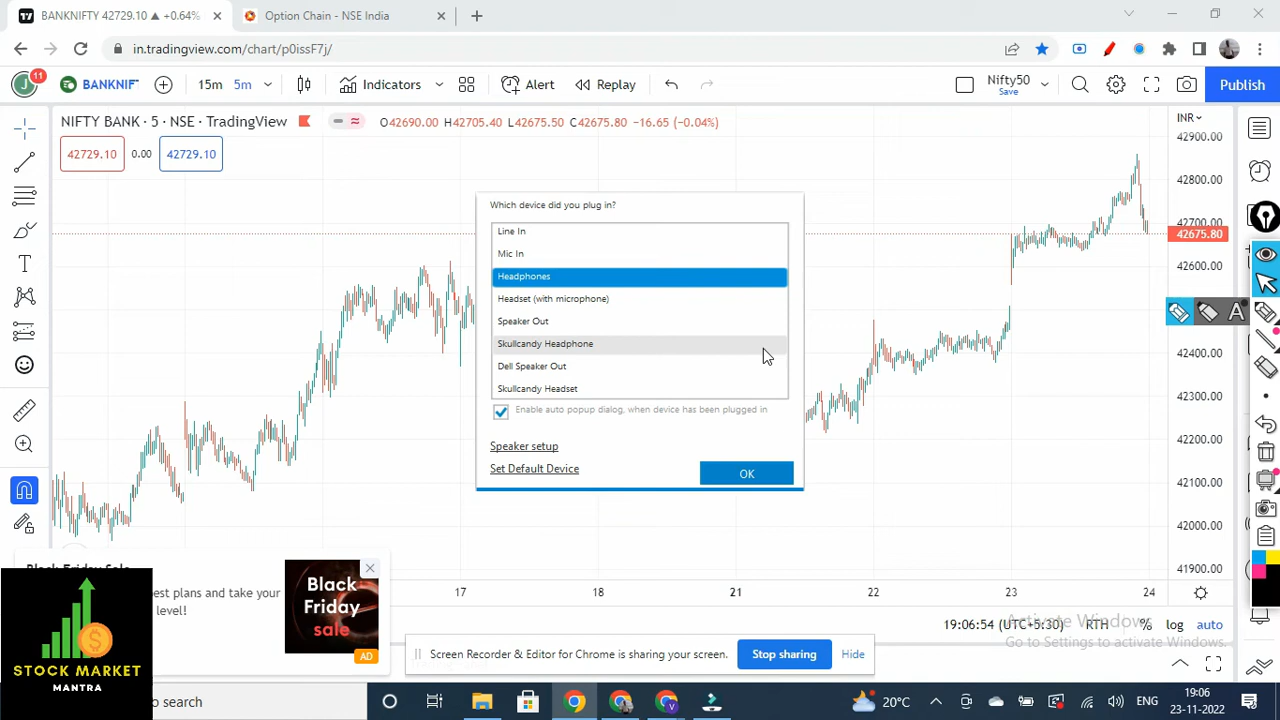 BANKNIFTY 42729.10 ▲ +0.64%
Option Chain - NSE India
in.tradingview.com/chart/p0issF7j/
J
11
BANKNIF
15m
5m
Indicators
Alert
Replay
Nifty50
Save
Publish
NIFTY BANK · 5 · NSE · TradingView
O42690.00 H42705.40 L42675.50 C42675.80 −16.65 (−0.04%)
INR
42729.10
0.00
42729.10
42900.00
42800.00
42700.00
42675.80
42600.00
42400.00
42300.00
42200.00
42100.00
42000.00
41900.00
Which device did you plug in?
Line In
Mic In
Headphones
Headset (with microphone)
Speaker Out
Skullcandy Headphone
Dell Speaker Out
Skullcandy Headset
Enable auto popup dialog, when device has been plugged in
Speaker setup
Set Default Device
OK
A
T
Black Friday Sale
est plans and take your
level!
Black
Friday
sale
AD
17
18
21
22
23
24
19:06:54 (UTC+5:30)
RTH
%
log
auto
Activate Windows
Go to Settings to activate Windows.
Screen Recorder & Editor for Chrome is sharing your screen.
Stop sharing
Hide
STOCK MARKET
MANTRA
to search
20°C
ENG
19:06
23-11-2022